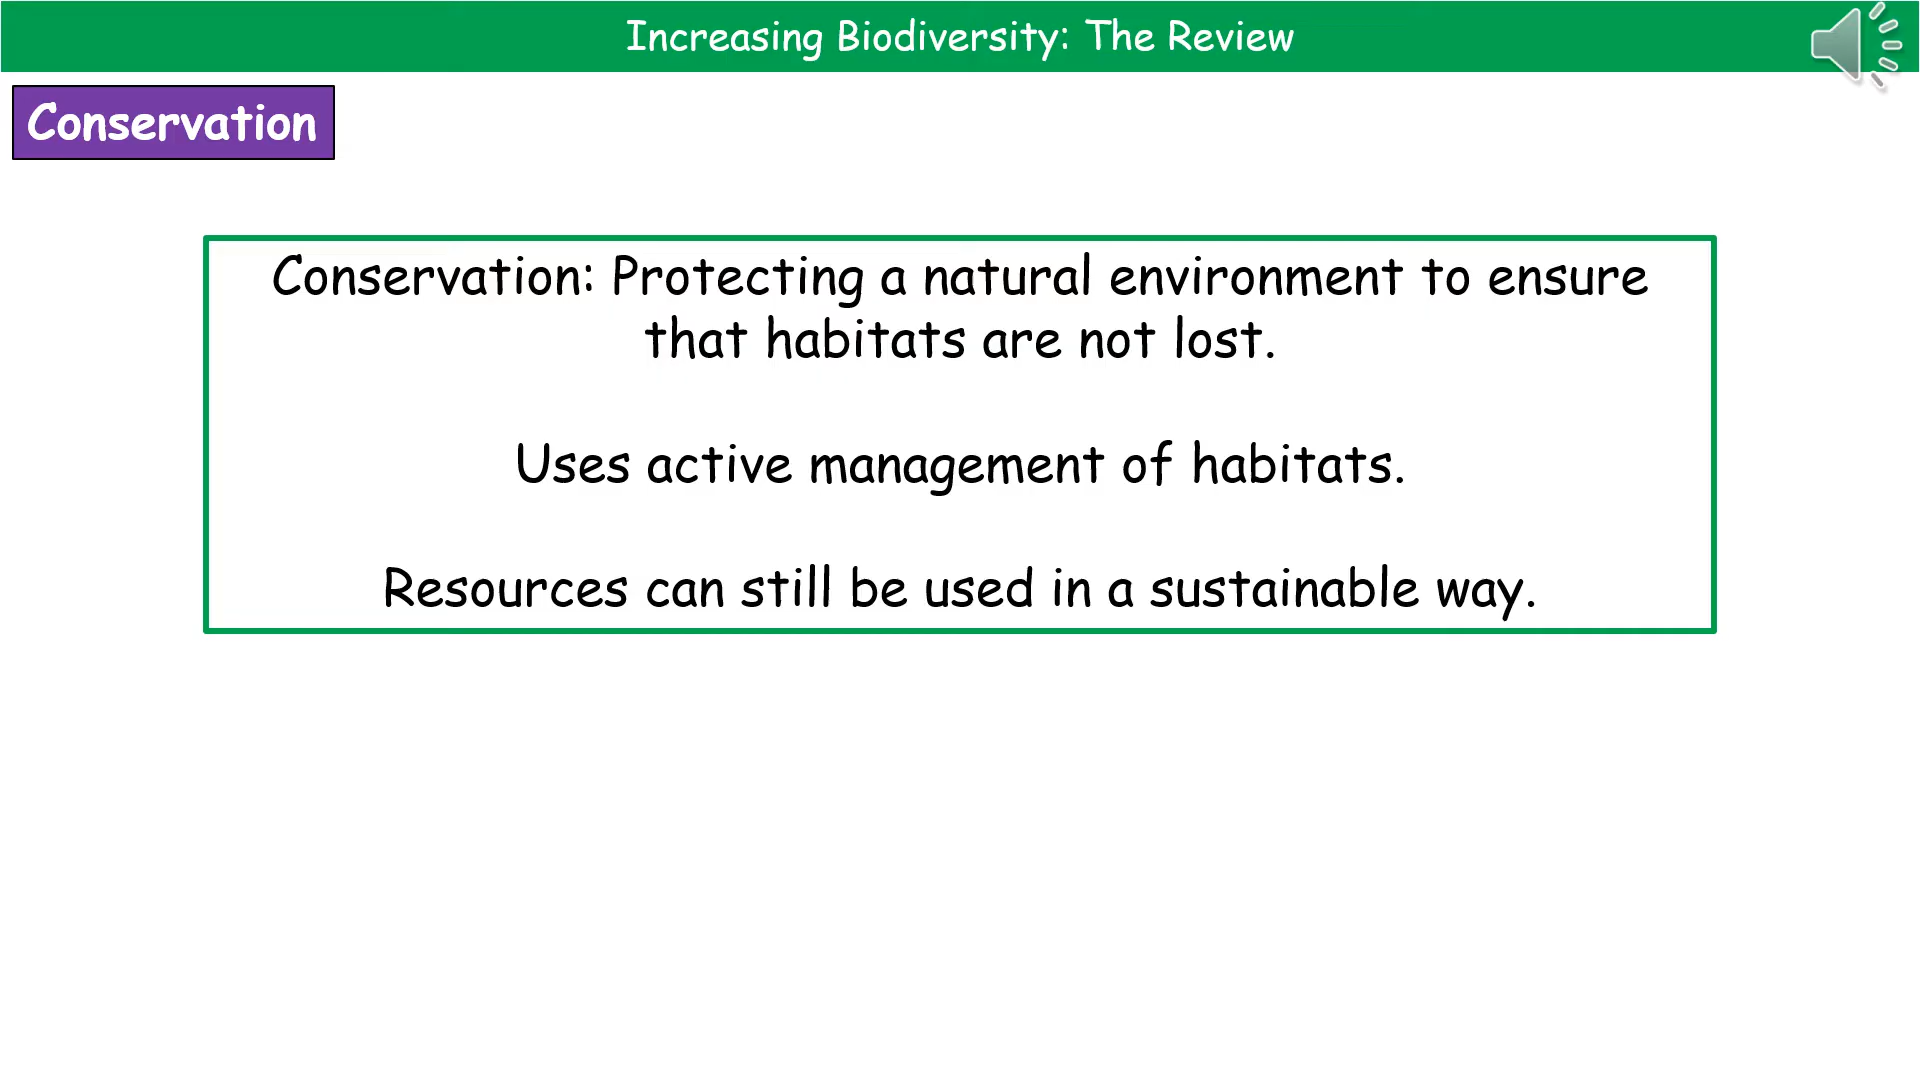 Increasing Biodiversity: The Review
Conservation
Conservation: Protecting a natural environment to ensure
that habitats are not lost.
Uses active management of habitats.
Resources can still be used in a sustainable way.